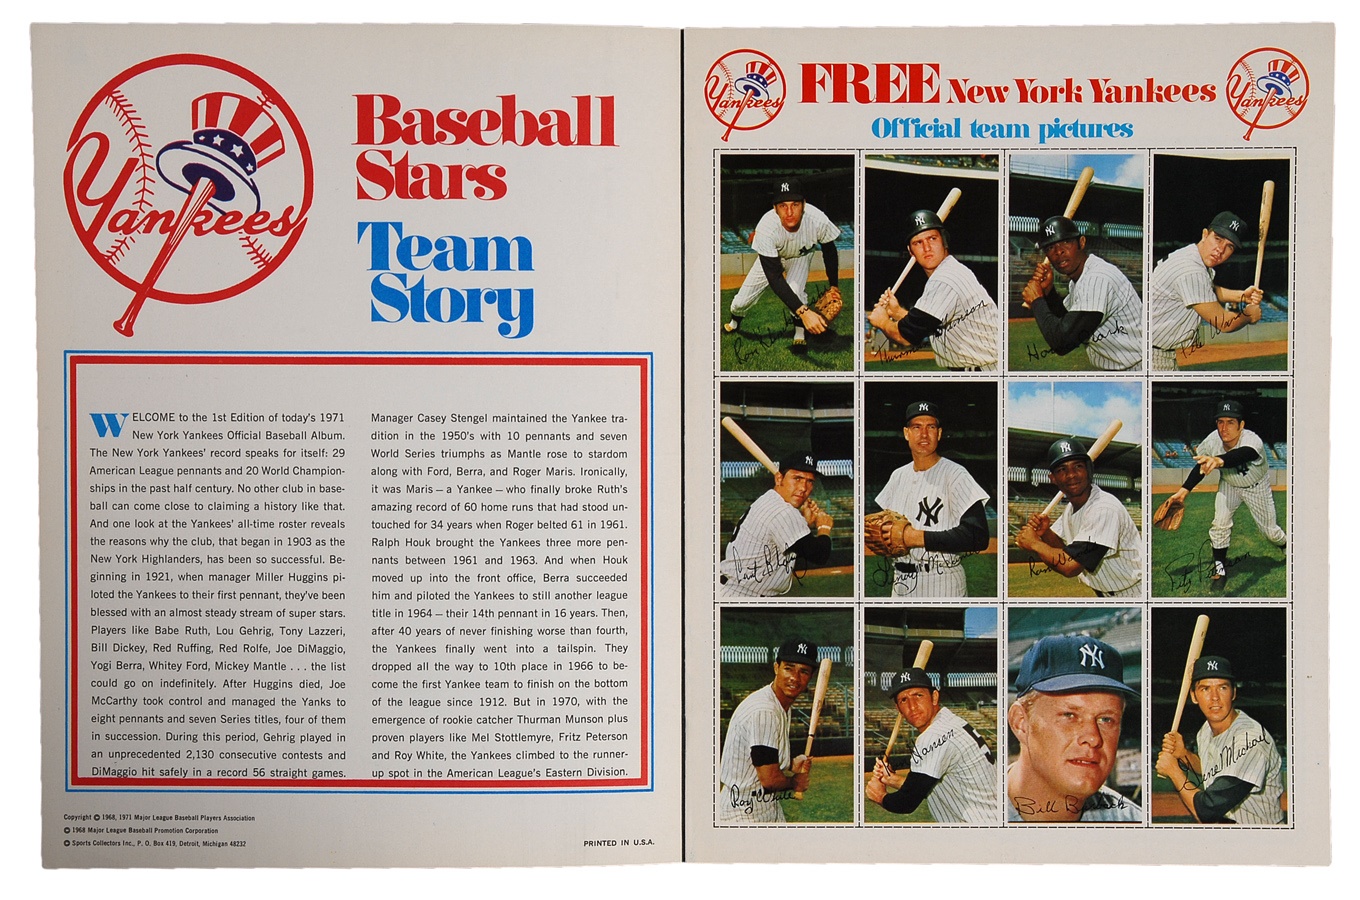 Yankees
Baseball
Stars
Team
Story
WELCOME to the 1st Edition of today's 1971
New York Yankees Official Baseball Album.
The New York Yankees' record speaks for itself: 29
American League pennants and 20 World Champion-
ships in the past half century. No other club in base-
ball can come close to claiming a history like that.
And one look at the Yankees' all-time roster reveals
the reasons why the club, that began in 1903 as the
New York Highlanders, has been so successful. Be-
ginning in 1921, when manager Miller Huggins pi-
loted the Yankees to their first pennant, they've been
blessed with an almost steady stream of super stars.
Players like Babe Ruth, Lou Gehrig, Tony Lazzeri,
Bill Dickey, Red Ruffing, Red Rolfe, Joe DiMaggio,
Yogi Berra, Whitey Ford, Mickey Mantle . . . the list
could go on indefinitely. After Huggins died, Joe
McCarthy took control and managed the Yanks to
eight pennants and seven Series titles, four of them
in succession. During this period, Gehrig played in
an unprecedented 2,130 consecutive contests and
DiMaggio hit safely in a record 56 straight games.
Manager Casey Stengel maintained the Yankee tra-
dition in the 1950's with 10 pennants and seven
World Series triumphs as Mantle rose to stardom
along with Ford, Berra, and Roger Maris. Ironically,
it was Maris — a Yankee — who finally broke Ruth's
amazing record of 60 home runs that had stood un-
touched for 34 years when Roger belted 61 in 1961.
Ralph Houk brought the Yankees three more pen-
nants between 1961 and 1963. And when Houk
moved up into the front office, Berra succeeded
him and piloted the Yankees to still another league
title in 1964 — their 14th pennant in 16 years. Then,
after 40 years of never finishing worse than fourth,
the Yankees finally went into a tailspin. They
dropped all the way to 10th place in 1966 to be-
come the first Yankee team to finish on the bottom
of the league since 1912. But in 1970, with the
emergence of rookie catcher Thurman Munson plus
proven players like Mel Stottlemyre, Fritz Peterson
and Roy White, the Yankees climbed to the runner-
up spot in the American League's Eastern Division.
Copyright © 1968, 1971 Major League Baseball Players Association
© 1968 Major League Baseball Promotion Corporation
© Sports Collectors Inc., P. O. Box 419, Detroit, Michigan 48232
PRINTED IN U.S.A.
Yankees
FREE New York Yankees
Yankees
Official team pictures
NY
NY
NY
NY
Ron
Thurman
NY
NY
NY
NY
NY
Fritz
NY
NY
NY
NY
Roy White
Hansen
Bill
Gene Michael